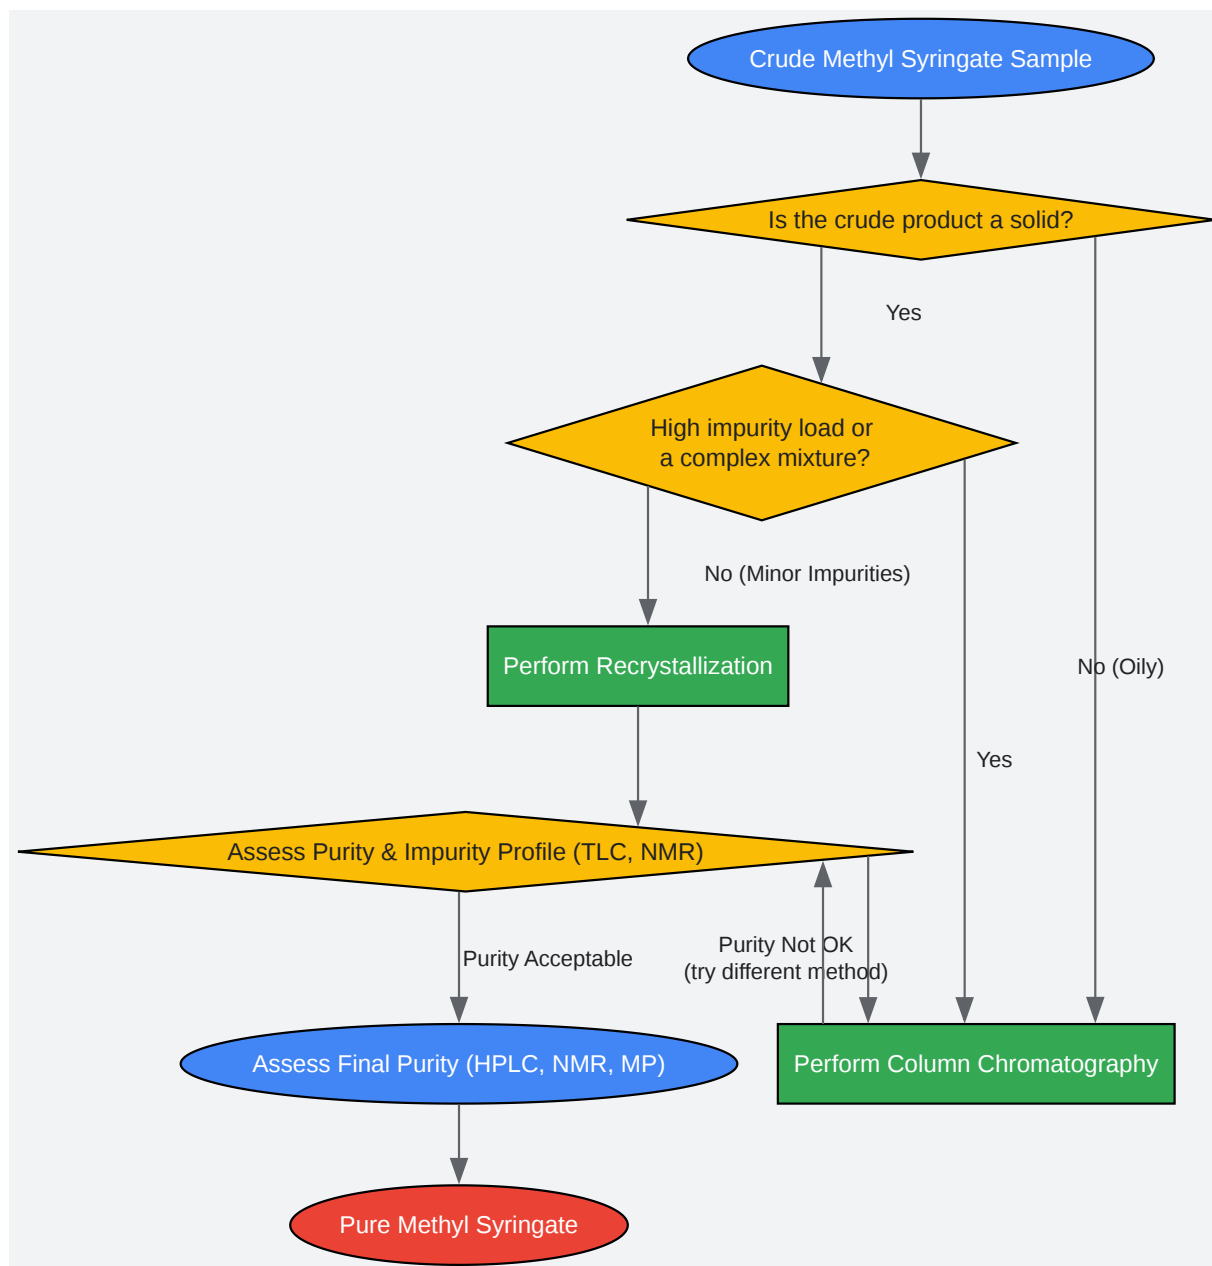 Crude Methyl Syringate Sample
Is the crude product a solid?
Yes
High impurity load or
a complex mixture?
No (Minor Impurities)
Perform Recrystallization
No (Oily)
Yes
Assess Purity & Impurity Profile (TLC, NMR)
Purity Acceptable
Purity Not OK
(try different method)
Assess Final Purity (HPLC, NMR, MP)
Perform Column Chromatography
Pure Methyl Syringate